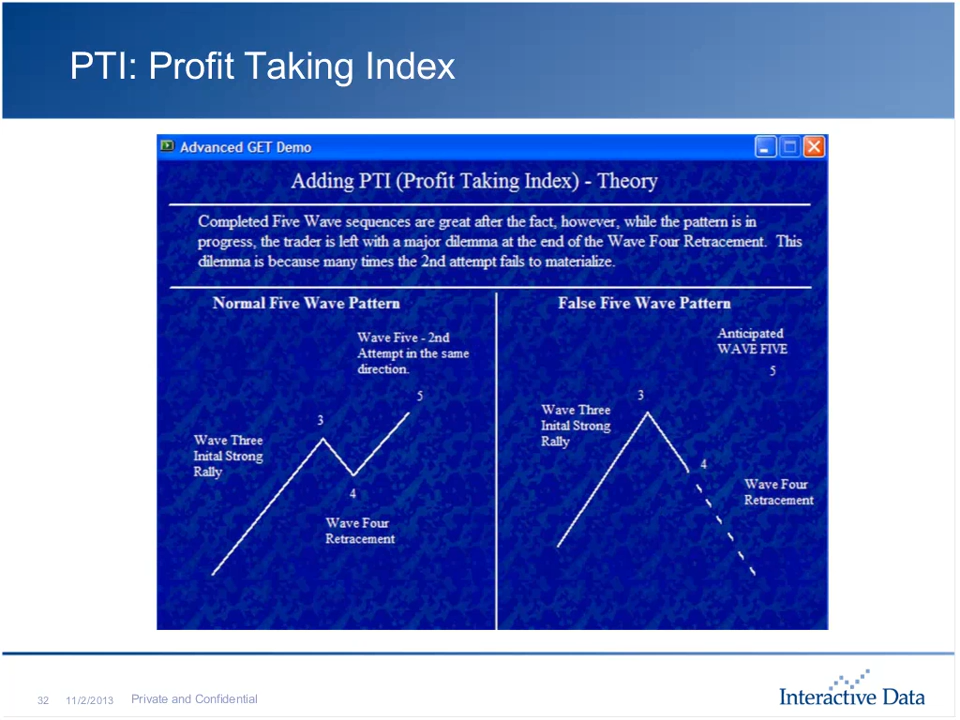 PTI: Profit Taking Index
Advanced GET Demo
Adding PTI (Profit Taking Index) - Theory
Completed Five Wave sequences are great after the fact, however, while the pattern is in
progress, the trader is left with a major dilemma at the end of the Wave Four Retracement. This
dilemma is because many times the 2nd attempt fails to materialize.
Normal Five Wave Pattern
Wave Five - 2nd
Attempt in the same
direction.
5
3
Wave Three
Inital Strong
Rally
4
Wave Four
Retracement
False Five Wave Pattern
Anticipated
WAVE FIVE
5
3
Wave Three
Inital Strong
Rally
4
Wave Four
Retracement
32 11/2/2013 Private and Confidential
Interactive Data